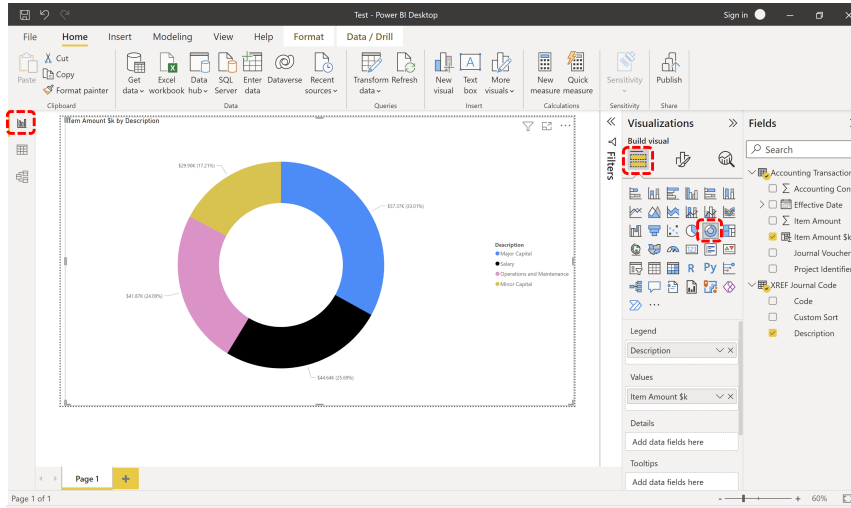 Test - Power BI Desktop
Sign in
File Home Insert Modeling View Help Format Data / Drill
Paste
Cut
Copy
Format painter
Get data
Excel workbook
Data hub
SQL Server
Enter data
Dataverse
Recent sources
Transform data
Refresh
New visual
Text box
More visuals
New measure
Quick measure
Sensitivity
Publish
Clipboard Data Queries Insert Calculations Sensitivity Share
Item Amount $k by Description
$29.90K (17.21%)
$57.37K (33.01%)
$41.87K (24.09%)
$44.64K (25.69%)
Description
Major Capital
Salary
Operations and Maintenance
Minor Capital
Filters
Visualizations
Build visual
R Py
Legend
Description
Values
Item Amount $k
Details
Add data fields here
Tooltips
Add data fields here
Fields
Search
Accounting Transaction
Accounting Con
Effective Date
Item Amount
Item Amount $k
Journal Voucher
Project Identifie
XREF Journal Code
Code
Custom Sort
Description
Page 1
Page 1 of 1
60%